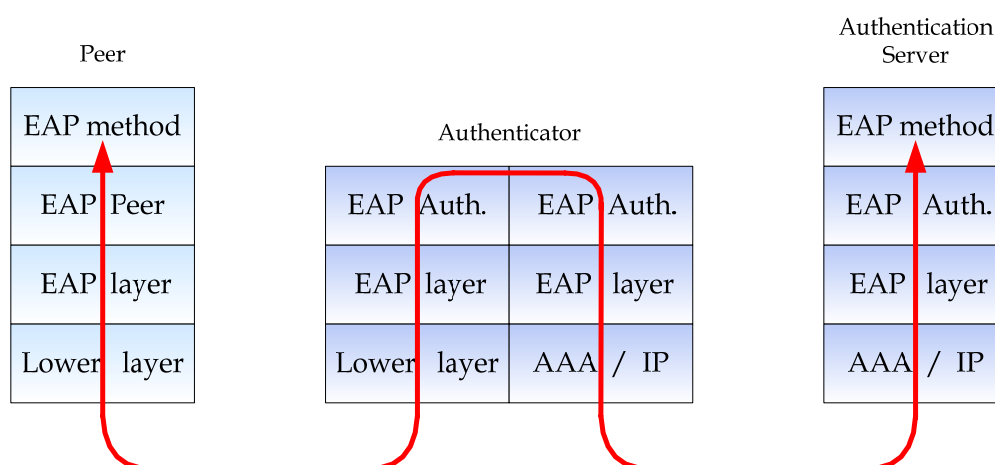 Peer
EAP method
EAP Peer
EAP layer
Lower layer
Authenticator
EAP Auth.
EAP Auth.
EAP layer
EAP layer
Lower layer
AAA / IP
Authentication
Server
EAP method
EAP Auth.
EAP layer
AAA / IP